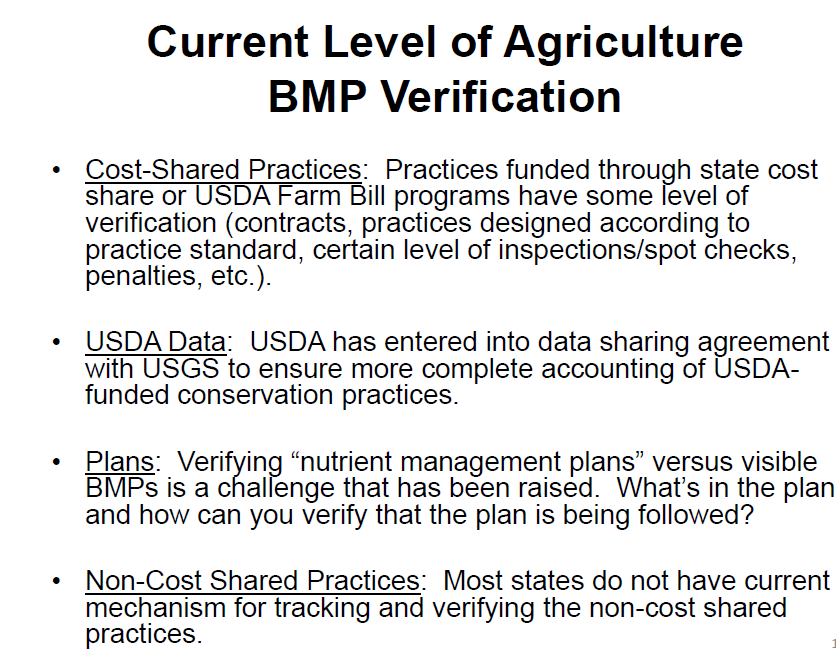 Current Level of Agriculture
BMP Verification
• Cost-Shared Practices: Practices funded through state cost
share or USDA Farm Bill programs have some level of
verification (contracts, practices designed according to
practice standard, certain level of inspections/spot checks,
penalties, etc.).
• USDA Data: USDA has entered into data sharing agreement
with USGS to ensure more complete accounting of USDA-
funded conservation practices.
• Plans: Verifying “nutrient management plans” versus visible
BMPs is a challenge that has been raised. What’s in the plan
and how can you verify that the plan is being followed?
• Non-Cost Shared Practices: Most states do not have current
mechanism for tracking and verifying the non-cost shared
practices.